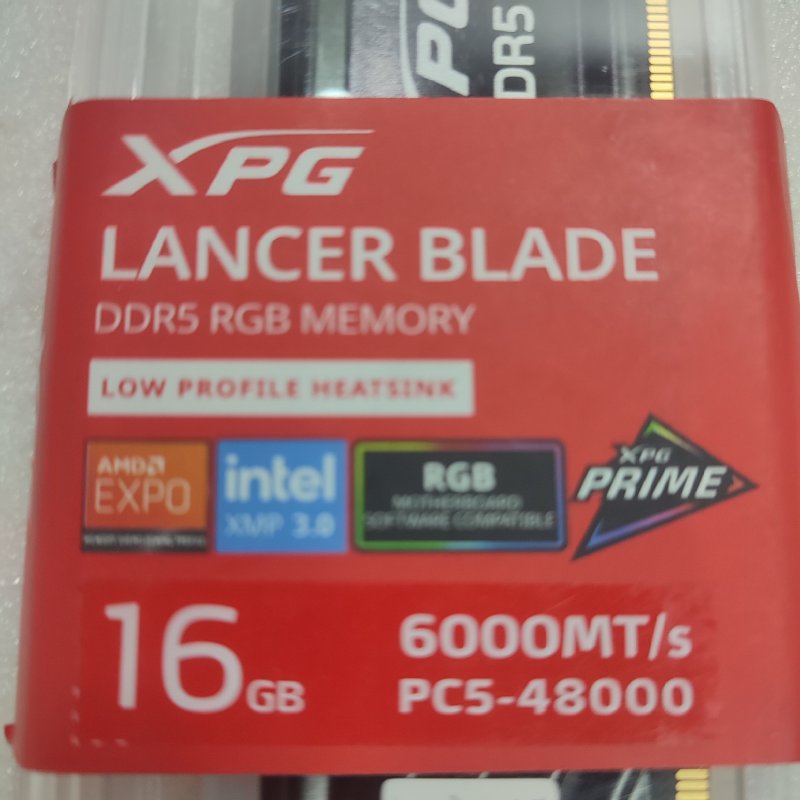 DDR5
XPG
LANCER BLADE
DDR5 RGB MEMORY
LOW PROFILE HEATSINK
AMD
EXPO
intel
XMP 3.0
RGB
MOTHERBOARD
SOFTWARE COMPATIBLE
XPG
PRIME
16GB
6000MT/s
PC5-48000